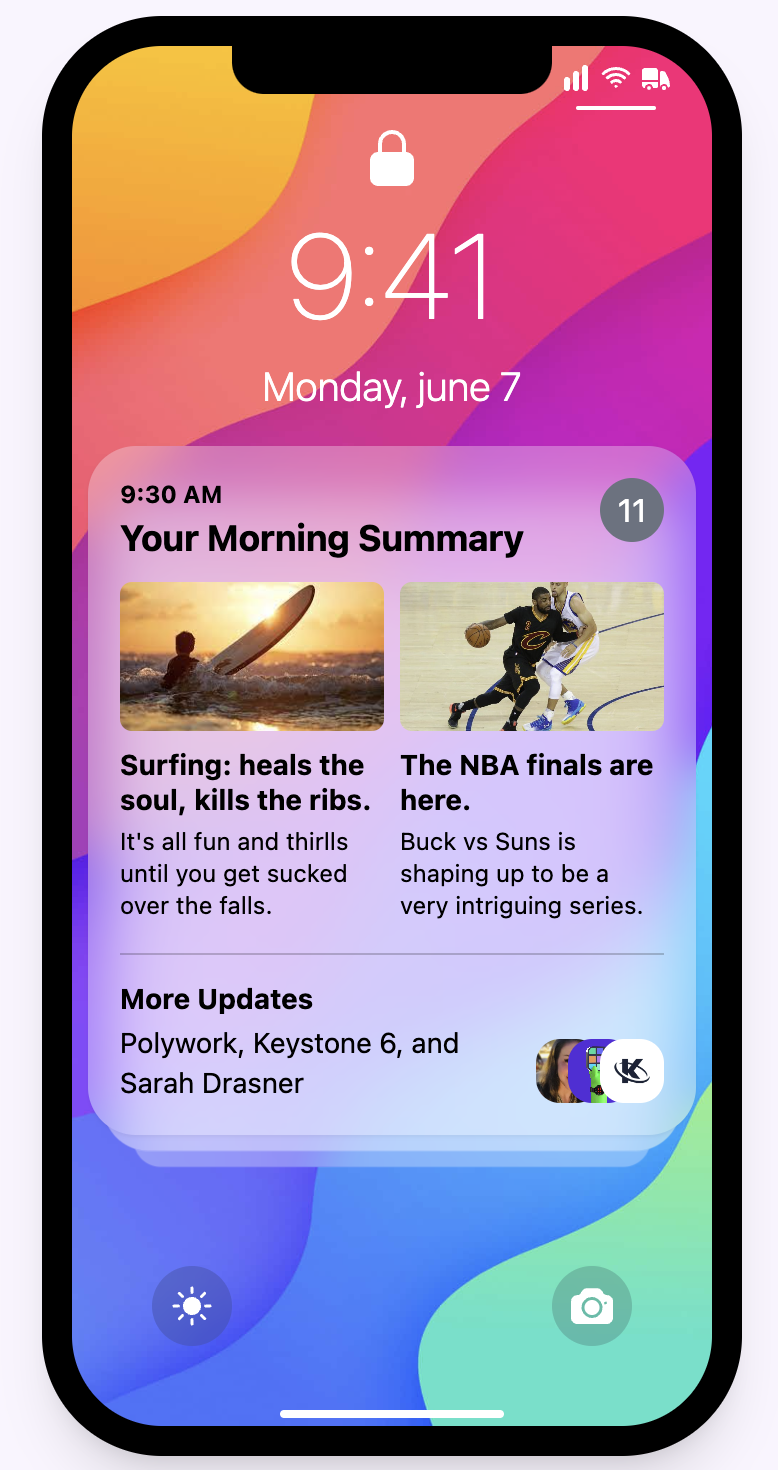 9:41
Monday, june 7
9:30 AM
11
Your Morning Summary
Surfing: heals the
soul, kills the ribs.
It's all fun and thirlls
until you get sucked
over the falls.
The NBA finals are
here.
Buck vs Suns is
shaping up to be a
very intriguing series.
More Updates
Polywork, Keystone 6, and
Sarah Drasner
K